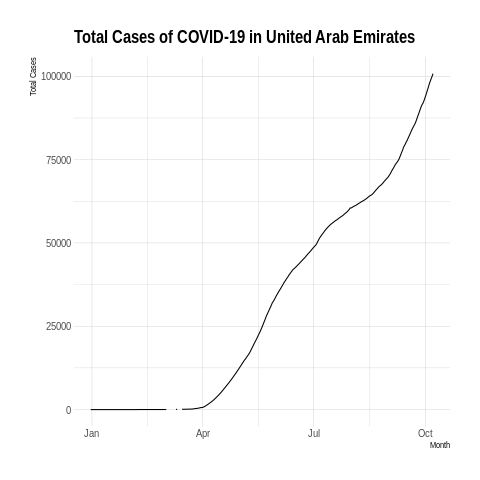 Total Cases of COVID-19 in United Arab Emirates
Total Cases
100000
75000
50000
25000
0
Jan Apr Jul Oct
Month